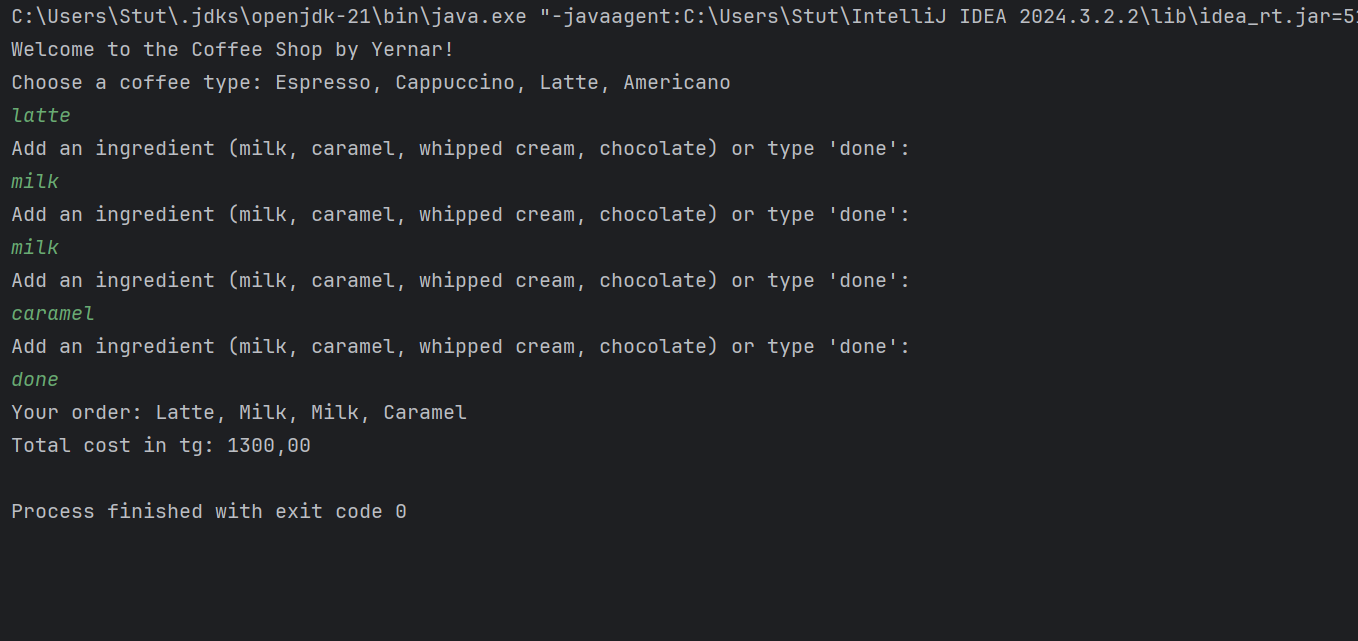 C:\Users\Stut\.jdks\openjdk-21\bin\java.exe "-javaagent:C:\Users\Stut\IntelliJ IDEA 2024.3.2.2\lib\idea_rt.jar=5
Welcome to the Coffee Shop by Yernar!
Choose a coffee type: Espresso, Cappuccino, Latte, Americano
latte
Add an ingredient (milk, caramel, whipped cream, chocolate) or type 'done':
milk
Add an ingredient (milk, caramel, whipped cream, chocolate) or type 'done':
milk
Add an ingredient (milk, caramel, whipped cream, chocolate) or type 'done':
caramel
Add an ingredient (milk, caramel, whipped cream, chocolate) or type 'done':
done
Your order: Latte, Milk, Milk, Caramel
Total cost in tg: 1300,00
Process finished with exit code 0